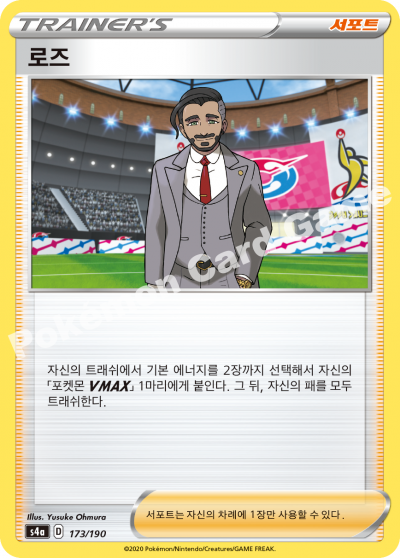 TRAINER'S 서포트
로즈
Pokémon Card Game
자신의 트래쉬에서 기본 에너지를 2장까지 선택해서 자신의
「포켓몬 VMAX」 1마리에게 붙인다. 그 뒤, 자신의 패를 모두
트래쉬한다.
Illus. Yusuke Ohmura
s4a D 173/190
서포트는 자신의 차례에 1장만 사용할 수 있다.
©2020 Pokémon/Nintendo/Creatures/GAME FREAK.